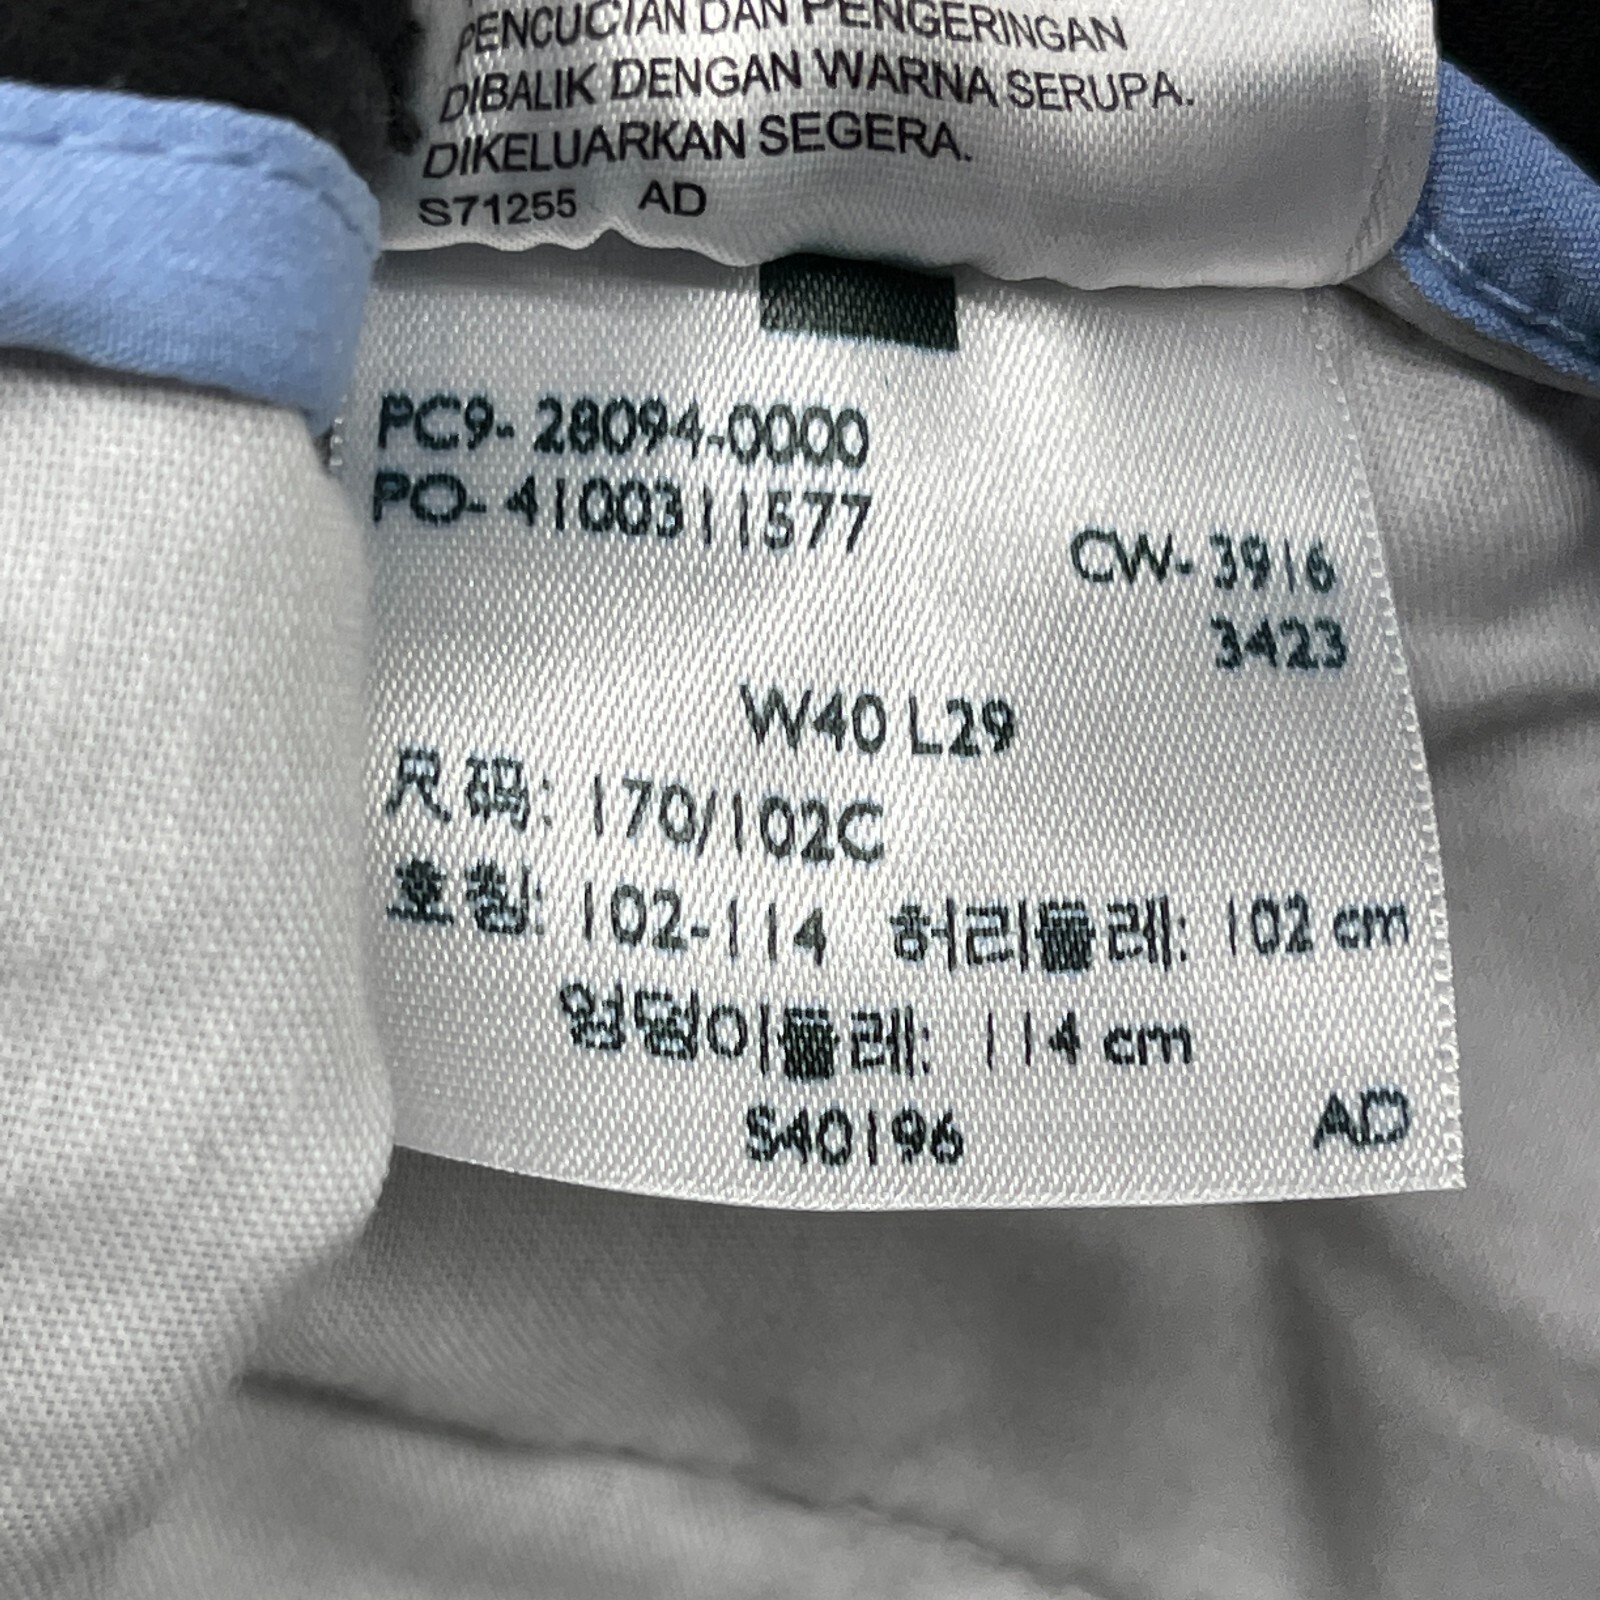 PENCUCIAN DAN PENGERINGAN
DIBALIK DENGAN WARNA SERUPA.
DIKELUARKAN SEGERA.
S71255 AD
PC9- 28094-0000
PO- 4100311577
CW- 3916
3423
W40 L29
尺码: 170/102C
호칭: 102-114 허리둘레: 102 cm
엉덩이둘레: 114 cm
S40196 AD